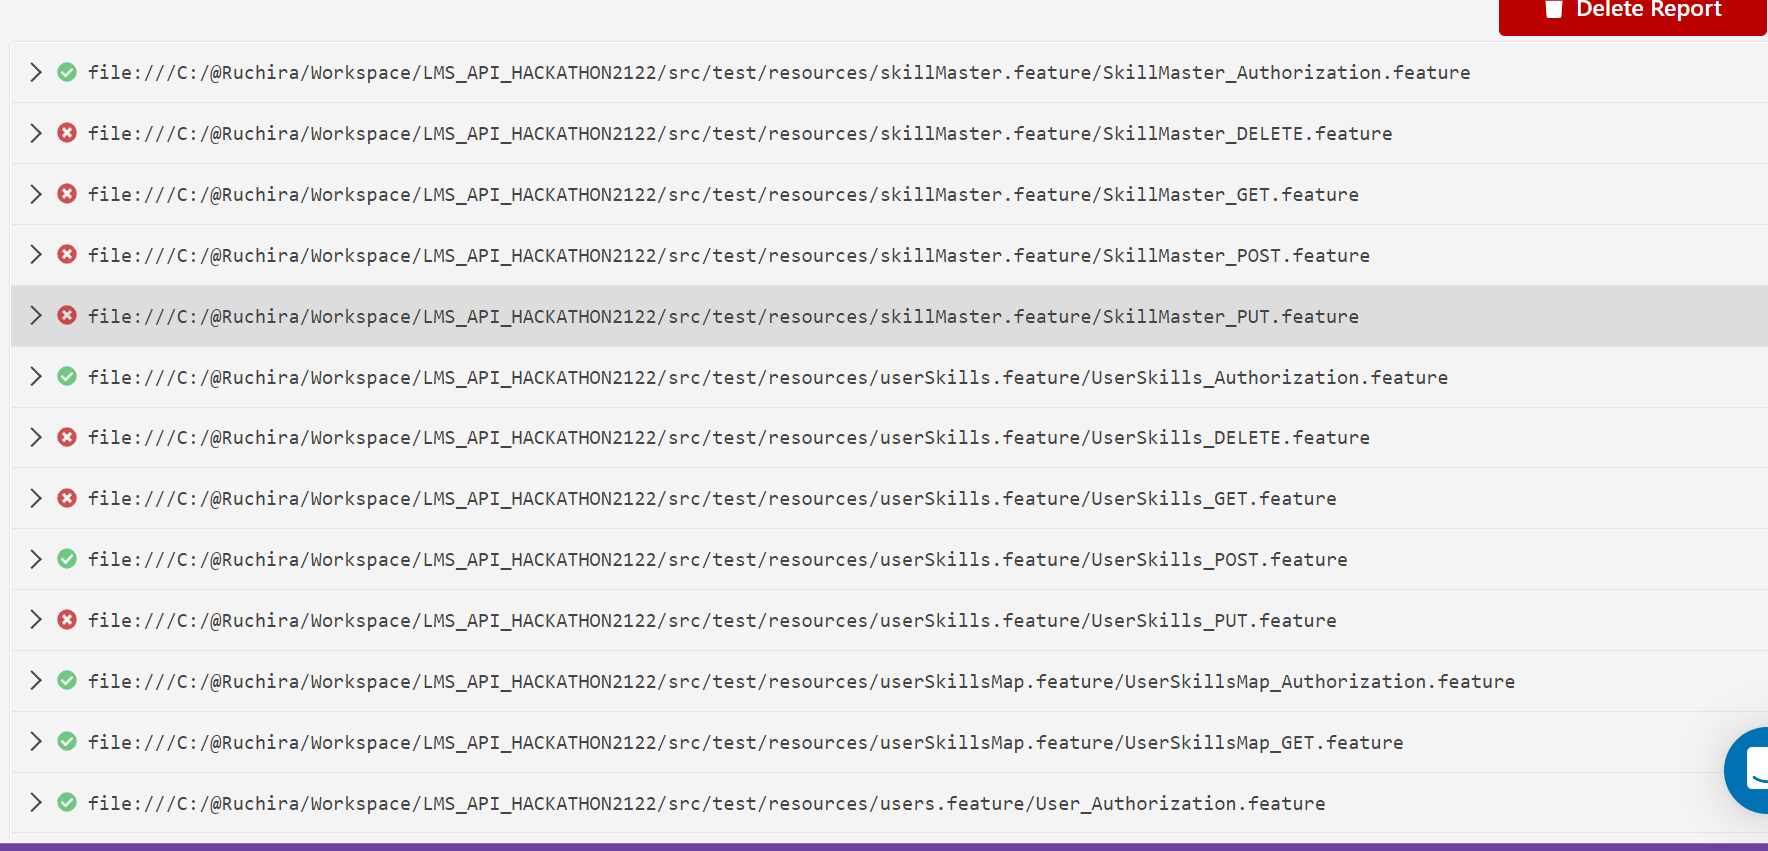 Delete Report
file:///C:/@Ruchira/Workspace/LMS_API_HACKATHON2122/src/test/resources/skillMaster.feature/SkillMaster_Authorization.feature
file:///C:/@Ruchira/Workspace/LMS_API_HACKATHON2122/src/test/resources/skillMaster.feature/SkillMaster_DELETE.feature
file:///C:/@Ruchira/Workspace/LMS_API_HACKATHON2122/src/test/resources/skillMaster.feature/SkillMaster_GET.feature
file:///C:/@Ruchira/Workspace/LMS_API_HACKATHON2122/src/test/resources/skillMaster.feature/SkillMaster_POST.feature
file:///C:/@Ruchira/Workspace/LMS_API_HACKATHON2122/src/test/resources/skillMaster.feature/SkillMaster_PUT.feature
file:///C:/@Ruchira/Workspace/LMS_API_HACKATHON2122/src/test/resources/userSkills.feature/UserSkills_Authorization.feature
file:///C:/@Ruchira/Workspace/LMS_API_HACKATHON2122/src/test/resources/userSkills.feature/UserSkills_DELETE.feature
file:///C:/@Ruchira/Workspace/LMS_API_HACKATHON2122/src/test/resources/userSkills.feature/UserSkills_GET.feature
file:///C:/@Ruchira/Workspace/LMS_API_HACKATHON2122/src/test/resources/userSkills.feature/UserSkills_POST.feature
file:///C:/@Ruchira/Workspace/LMS_API_HACKATHON2122/src/test/resources/userSkills.feature/UserSkills_PUT.feature
file:///C:/@Ruchira/Workspace/LMS_API_HACKATHON2122/src/test/resources/userSkillsMap.feature/UserSkillsMap_Authorization.feature
file:///C:/@Ruchira/Workspace/LMS_API_HACKATHON2122/src/test/resources/userSkillsMap.feature/UserSkillsMap_GET.feature
file:///C:/@Ruchira/Workspace/LMS_API_HACKATHON2122/src/test/resources/users.feature/User_Authorization.feature